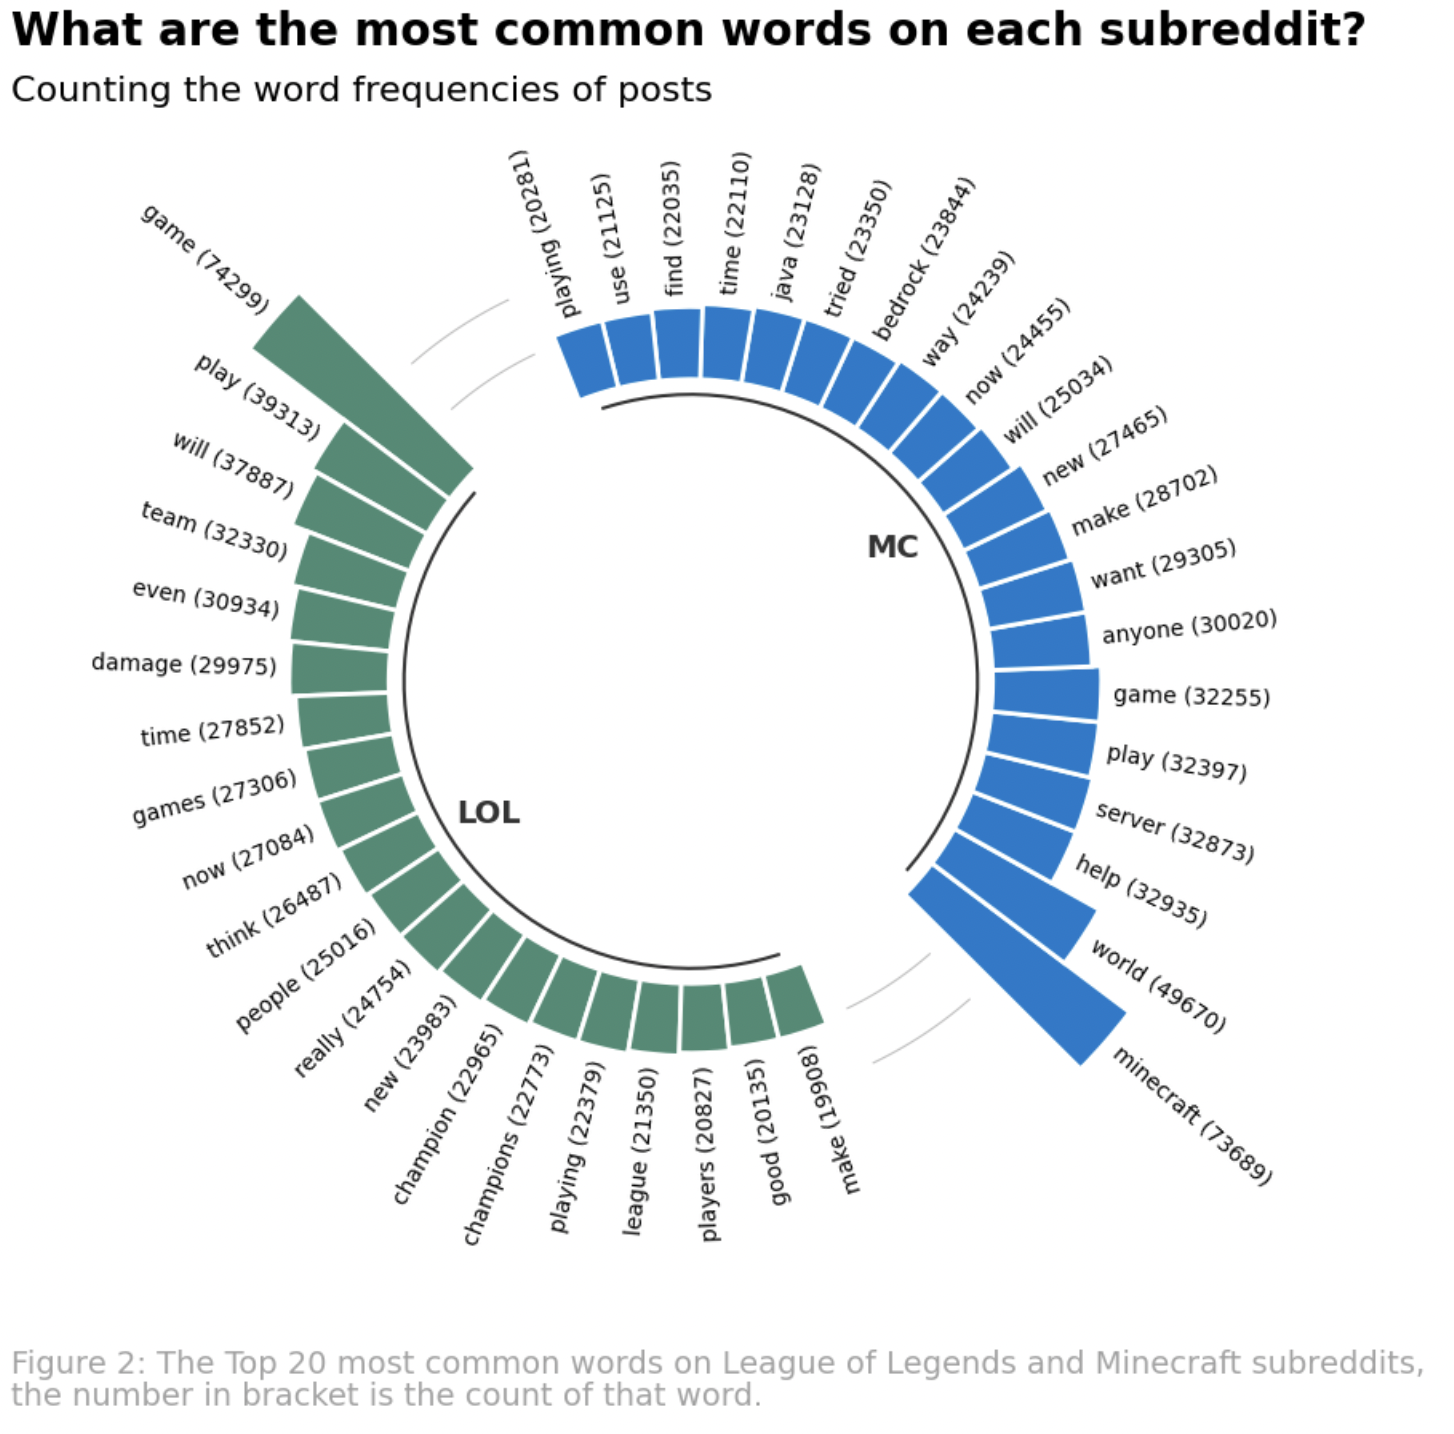 What are the most common words on each subreddit?
Counting the word frequencies of posts
playing (20281)
use (21125)
find (22035)
time (22110)
java (23128)
tried (23350)
bedrock (23844)
way (24239)
now (24455)
will (25034)
new (27465)
make (28702)
want (29305)
anyone (30020)
game (32255)
play (32397)
server (32873)
help (32935)
world (49670)
minecraft (73689)
MC
game (74299)
play (39313)
will (37887)
team (32330)
even (30934)
damage (29975)
time (27852)
games (27306)
now (27084)
think (26487)
people (25016)
really (24754)
new (23983)
champion (22965)
champions (22773)
playing (22379)
league (21350)
players (20827)
good (20135)
make (19908)
LOL
Figure 2: The Top 20 most common words on League of Legends and Minecraft subreddits,
the number in bracket is the count of that word.